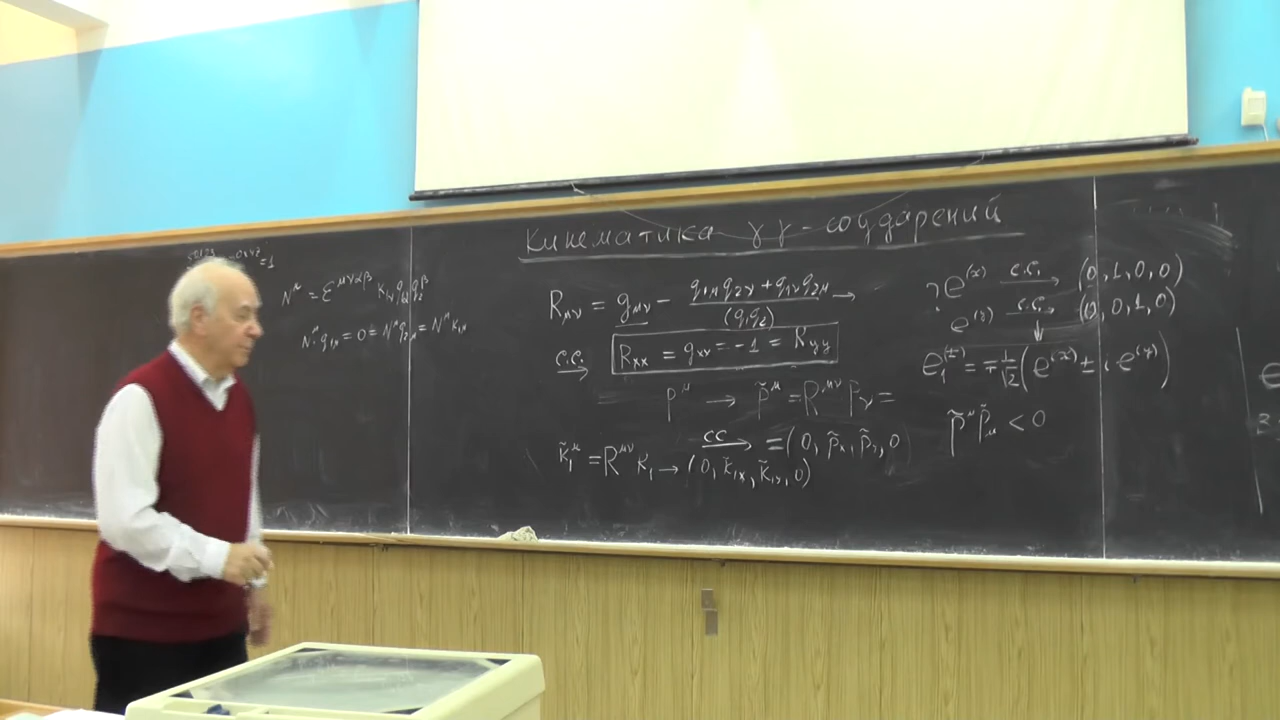 Кинематика γγ-соударений
N^μ = ε^{μναβ} k_{1ν} q_{1α} q_2^β
N^μ q_{1μ} = 0 = N^μ q_{2μ} = N^μ k_{1μ}
R_{μν} = g_{μν} - (q_{1μ} q_{2ν} + q_{1ν} q_{2μ}) / (q_1 q_2) →
с.с. → R_{xx} = g_{xx} = -1 = R_{yy}
p^μ → p̃^μ = R^{μν} p_ν =
сс → = (0, p̃_x, p̃_y, 0)
k̃_1^μ = R^{μν} k_1 → (0, k̃_{1x}, k̃_{1y}, 0)
e^{(x)} с.с. → (0,1,0,0)
e^{(y)} с.с. → (0,0,1,0)
↓
e_1^{(±)} = ∓ 1/√2 (e^{(x)} ± i e^{(y)})
p̃^μ p̃_μ < 0